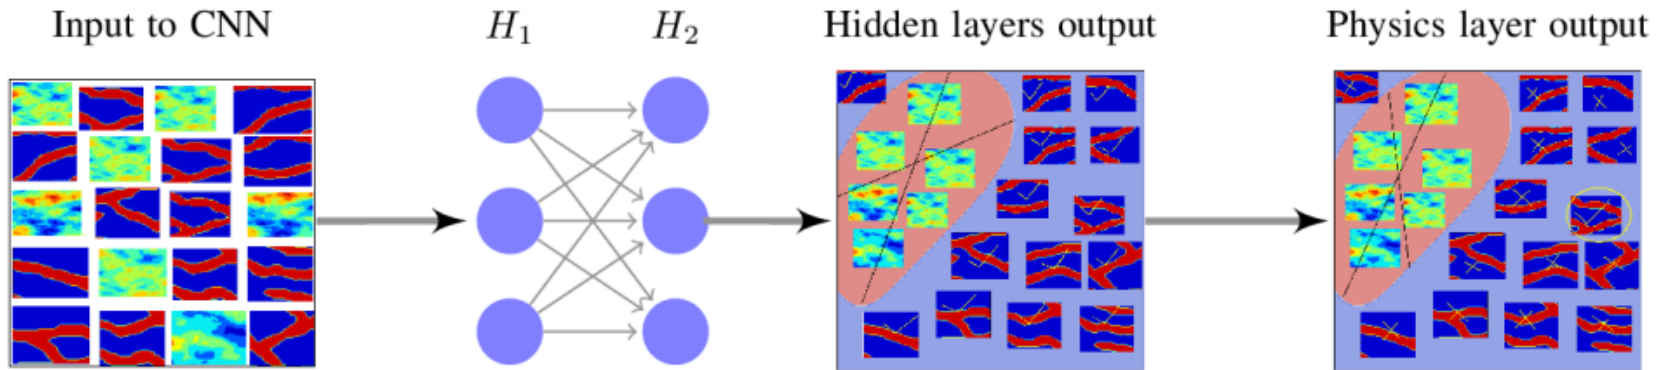 Input to CNN
H₁
H₂
Hidden layers output
Physics layer output